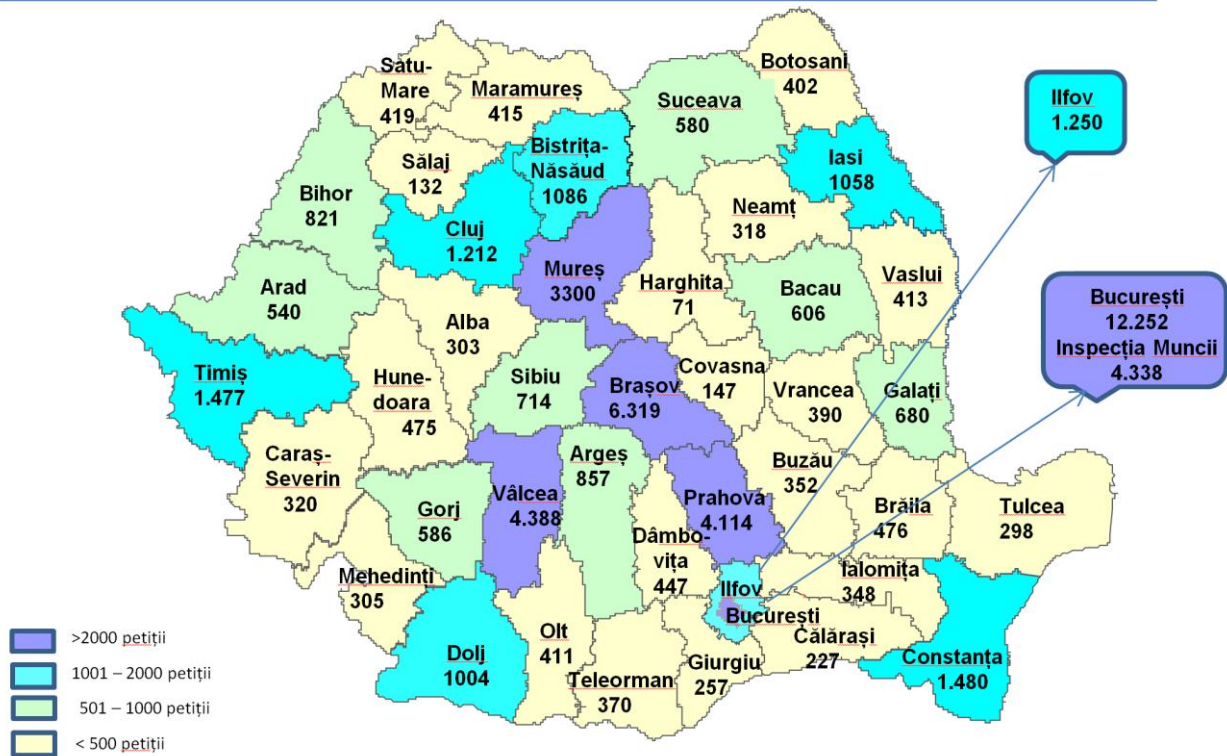 Satu-
Mare
419
Maramureș
415
Suceava
580
Botosani
402
Ilfov
1.250
Bihor
821
Sălaj
132
Bistrița-
Năsăud
1086
Iasi
1058
Cluj
1.212
Neamț
318
Mureș
3300
Harghita
71
Bacau
606
Vaslui
413
București
12.252
Inspecția Muncii
4.338
Arad
540
Alba
303
Timiș
1.477
Hune-
doara
475
Sibiu
714
Brașov
6.319
Covasna
147
Vrancea
390
Galați
680
Caraș-
Severin
320
Gorj
586
Vâlcea
4.388
Argeș
857
Prahova
4.114
Buzău
352
Brăila
476
Tulcea
298
Dâmbo-
vița
447
Mehedinti
305
Ilfov
București
Ialomița
348
Călărași
227
Dolj
1004
Olt
411
Teleorman
370
Giurgiu
257
Constanța
1.480
>2000 petiții
1001 – 2000 petiții
501 – 1000 petiții
< 500 petiții